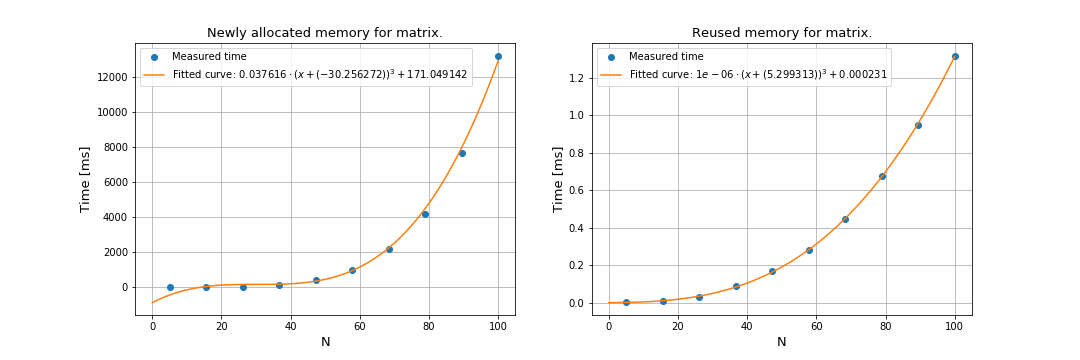 Newly allocated memory for matrix.
Measured time
Fitted curve: 0.037616 · (x + (−30.256272))³ + 171.049142
12000
10000
8000
6000
4000
2000
0
Time [ms]
0 20 40 60 80 100
N
Reused memory for matrix.
Measured time
Fitted curve: 1e − 06 · (x + (5.299313))³ + 0.000231
1.2
1.0
0.8
0.6
0.4
0.2
0.0
Time [ms]
0 20 40 60 80 100
N